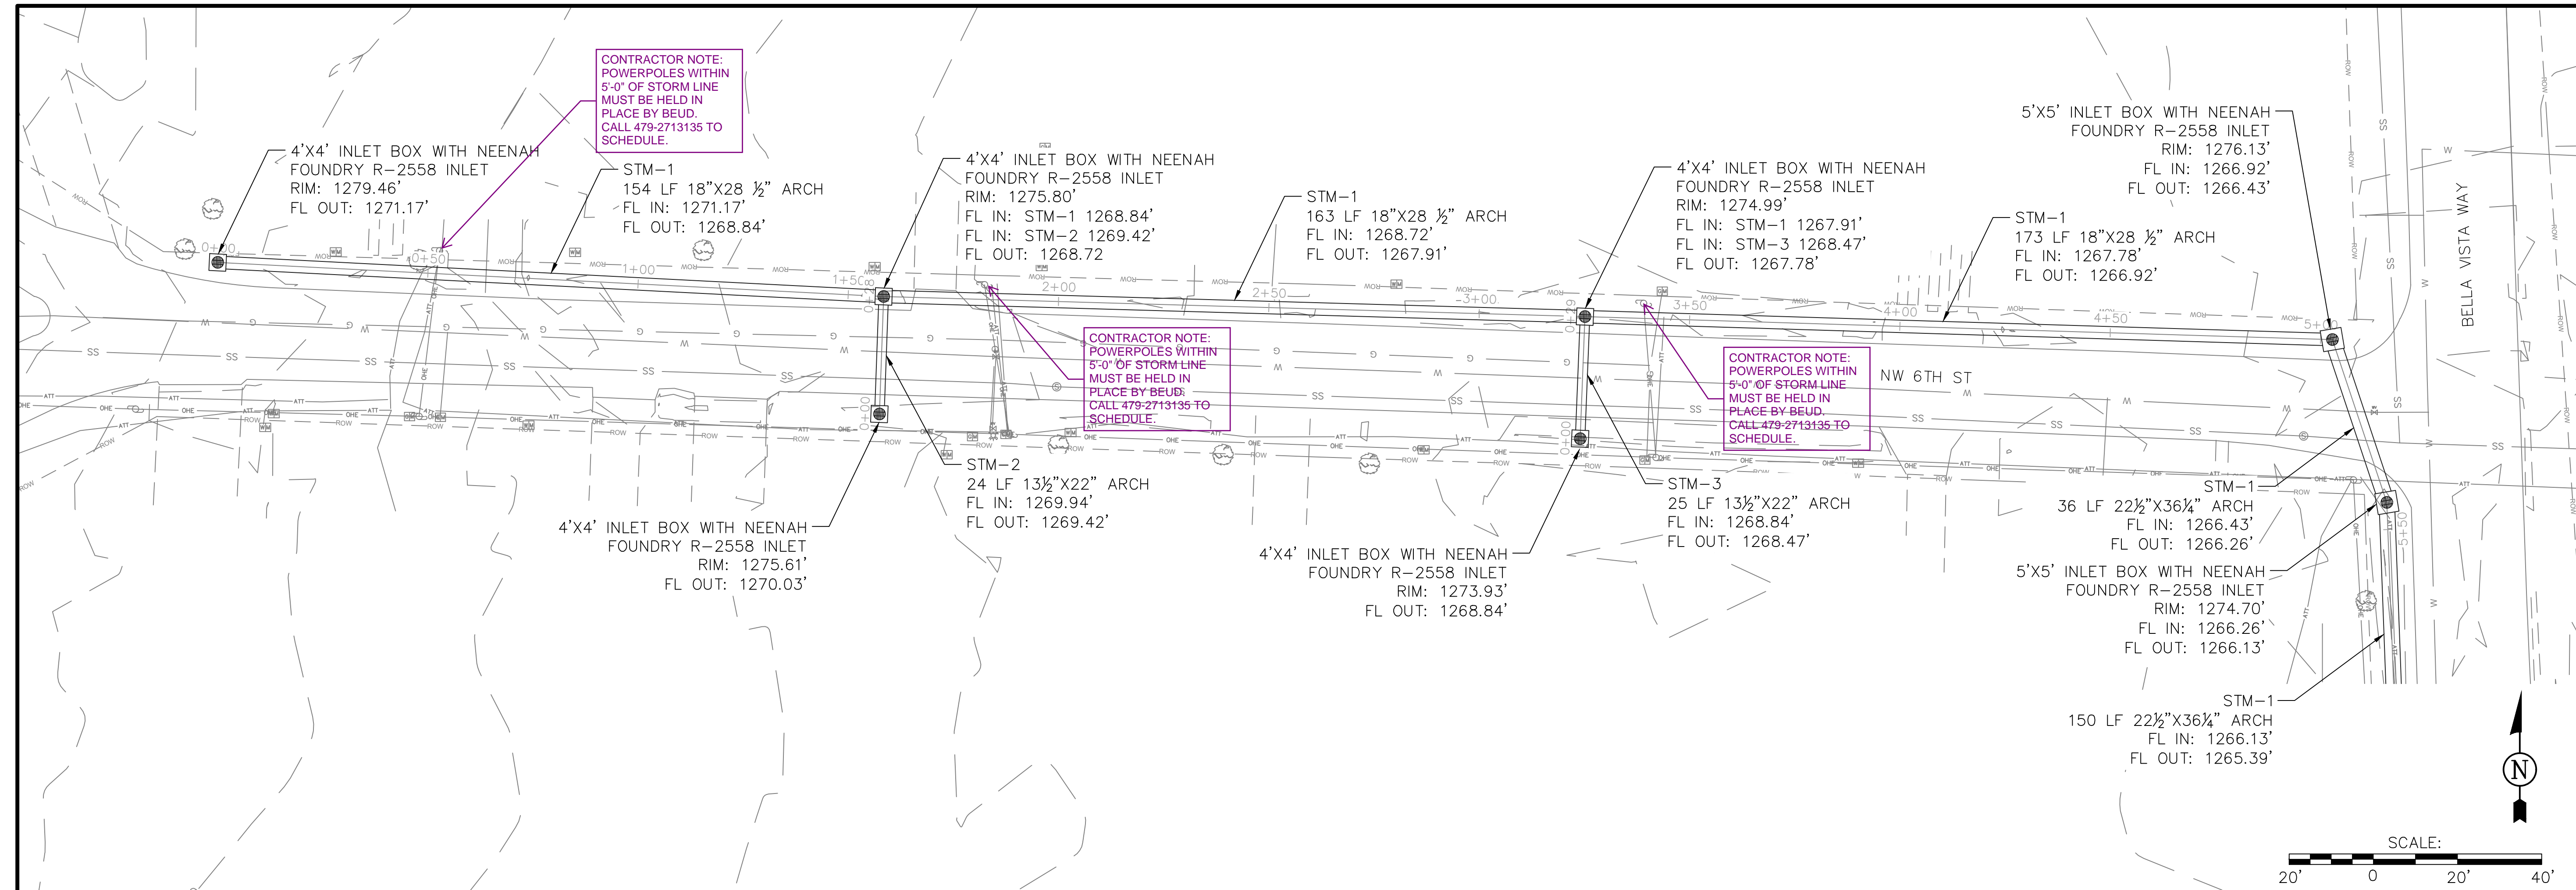 CONTRACTOR NOTE:
POWERPOLES WITHIN
5'-0" OF STORM LINE
MUST BE HELD IN
PLACE BY BEUD.
CALL 479-2713135 TO
SCHEDULE.
4'X4' INLET BOX WITH NEENAH
FOUNDRY R-2558 INLET
RIM: 1279.46'
FL OUT: 1271.17'
STM-1
154 LF 18"X28 ½" ARCH
FL IN: 1271.17'
FL OUT: 1268.84'
4'X4' INLET BOX WITH NEENAH
FOUNDRY R-2558 INLET
RIM: 1275.80'
FL IN: STM-1 1268.84'
FL IN: STM-2 1269.42'
FL OUT: 1268.72
STM-1
163 LF 18"X28 ½" ARCH
FL IN: 1268.72'
FL OUT: 1267.91'
4'X4' INLET BOX WITH NEENAH
FOUNDRY R-2558 INLET
RIM: 1274.99'
FL IN: STM-1 1267.91'
FL IN: STM-3 1268.47'
FL OUT: 1267.78'
STM-1
173 LF 18"X28 ½" ARCH
FL IN: 1267.78'
FL OUT: 1266.92'
5'X5' INLET BOX WITH NEENAH
FOUNDRY R-2558 INLET
RIM: 1276.13'
FL IN: 1266.92'
FL OUT: 1266.43'
BELLA VISTA WAY
0+00
0+50
1+00
1+50
2+00
2+50
3+00
3+50
4+00
4+50
5+00
5+50
0+28
0+00
0+29
0+00
CONTRACTOR NOTE:
POWERPOLES WITHIN
5'-0" OF STORM LINE
MUST BE HELD IN
PLACE BY BEUD.
CALL 479-2713135 TO
SCHEDULE.
CONTRACTOR NOTE:
POWERPOLES WITHIN
5'-0" OF STORM LINE
MUST BE HELD IN
PLACE BY BEUD.
CALL 479-2713135 TO
SCHEDULE.
NW 6TH ST
4'X4' INLET BOX WITH NEENAH
FOUNDRY R-2558 INLET
RIM: 1275.61'
FL OUT: 1270.03'
STM-2
24 LF 13½"X22" ARCH
FL IN: 1269.94'
FL OUT: 1269.42'
4'X4' INLET BOX WITH NEENAH
FOUNDRY R-2558 INLET
RIM: 1273.93'
FL OUT: 1268.84'
STM-3
25 LF 13½"X22" ARCH
FL IN: 1268.84'
FL OUT: 1268.47'
STM-1
36 LF 22½"X36¼" ARCH
FL IN: 1266.43'
FL OUT: 1266.26'
5'X5' INLET BOX WITH NEENAH
FOUNDRY R-2558 INLET
RIM: 1274.70'
FL IN: 1266.26'
FL OUT: 1266.13'
STM-1
150 LF 22½"X36¼" ARCH
FL IN: 1266.13'
FL OUT: 1265.39'
N
SCALE:
20' 0 20' 40'